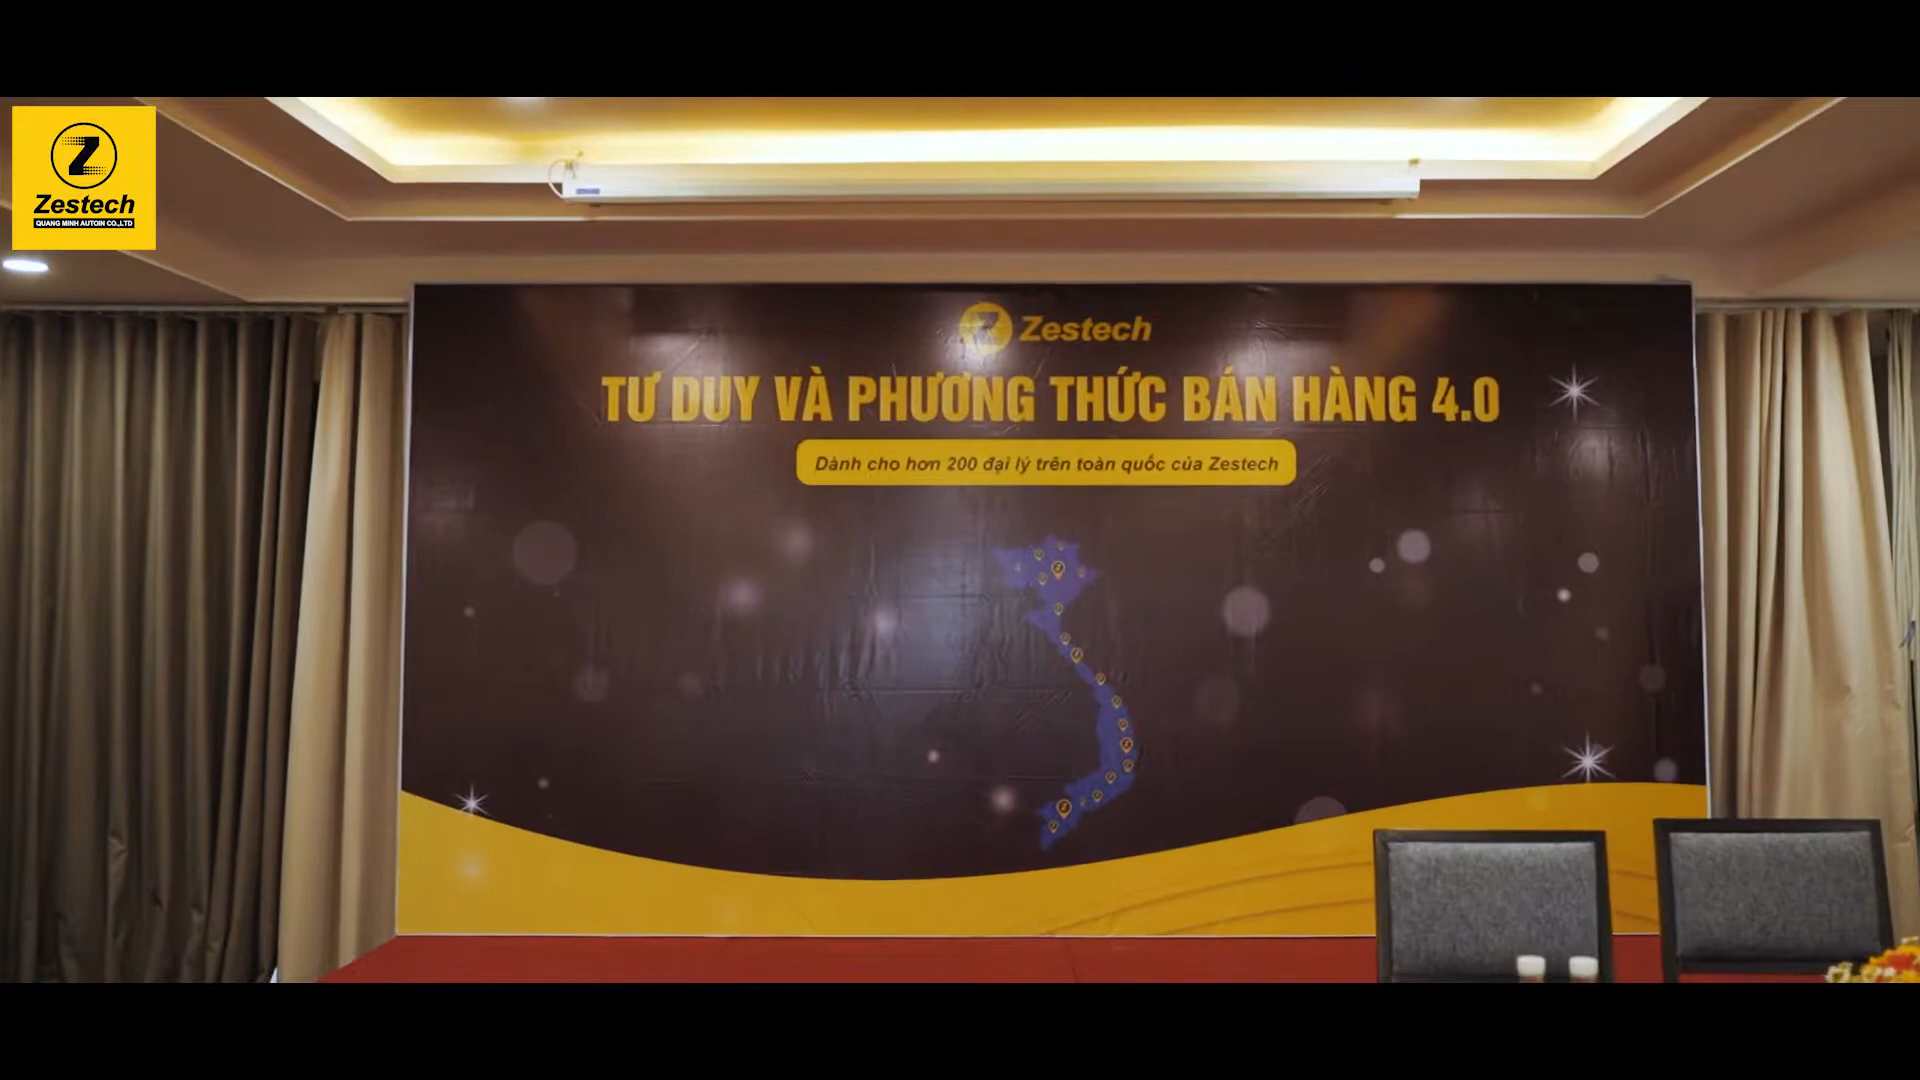 Z
Zestech
QUANG MINH AUTOIN CO.,LTD
Z Zestech
TƯ DUY VÀ PHƯƠNG THỨC BÁN HÀNG 4.0
Dành cho hơn 200 đại lý trên toàn quốc của Zestech